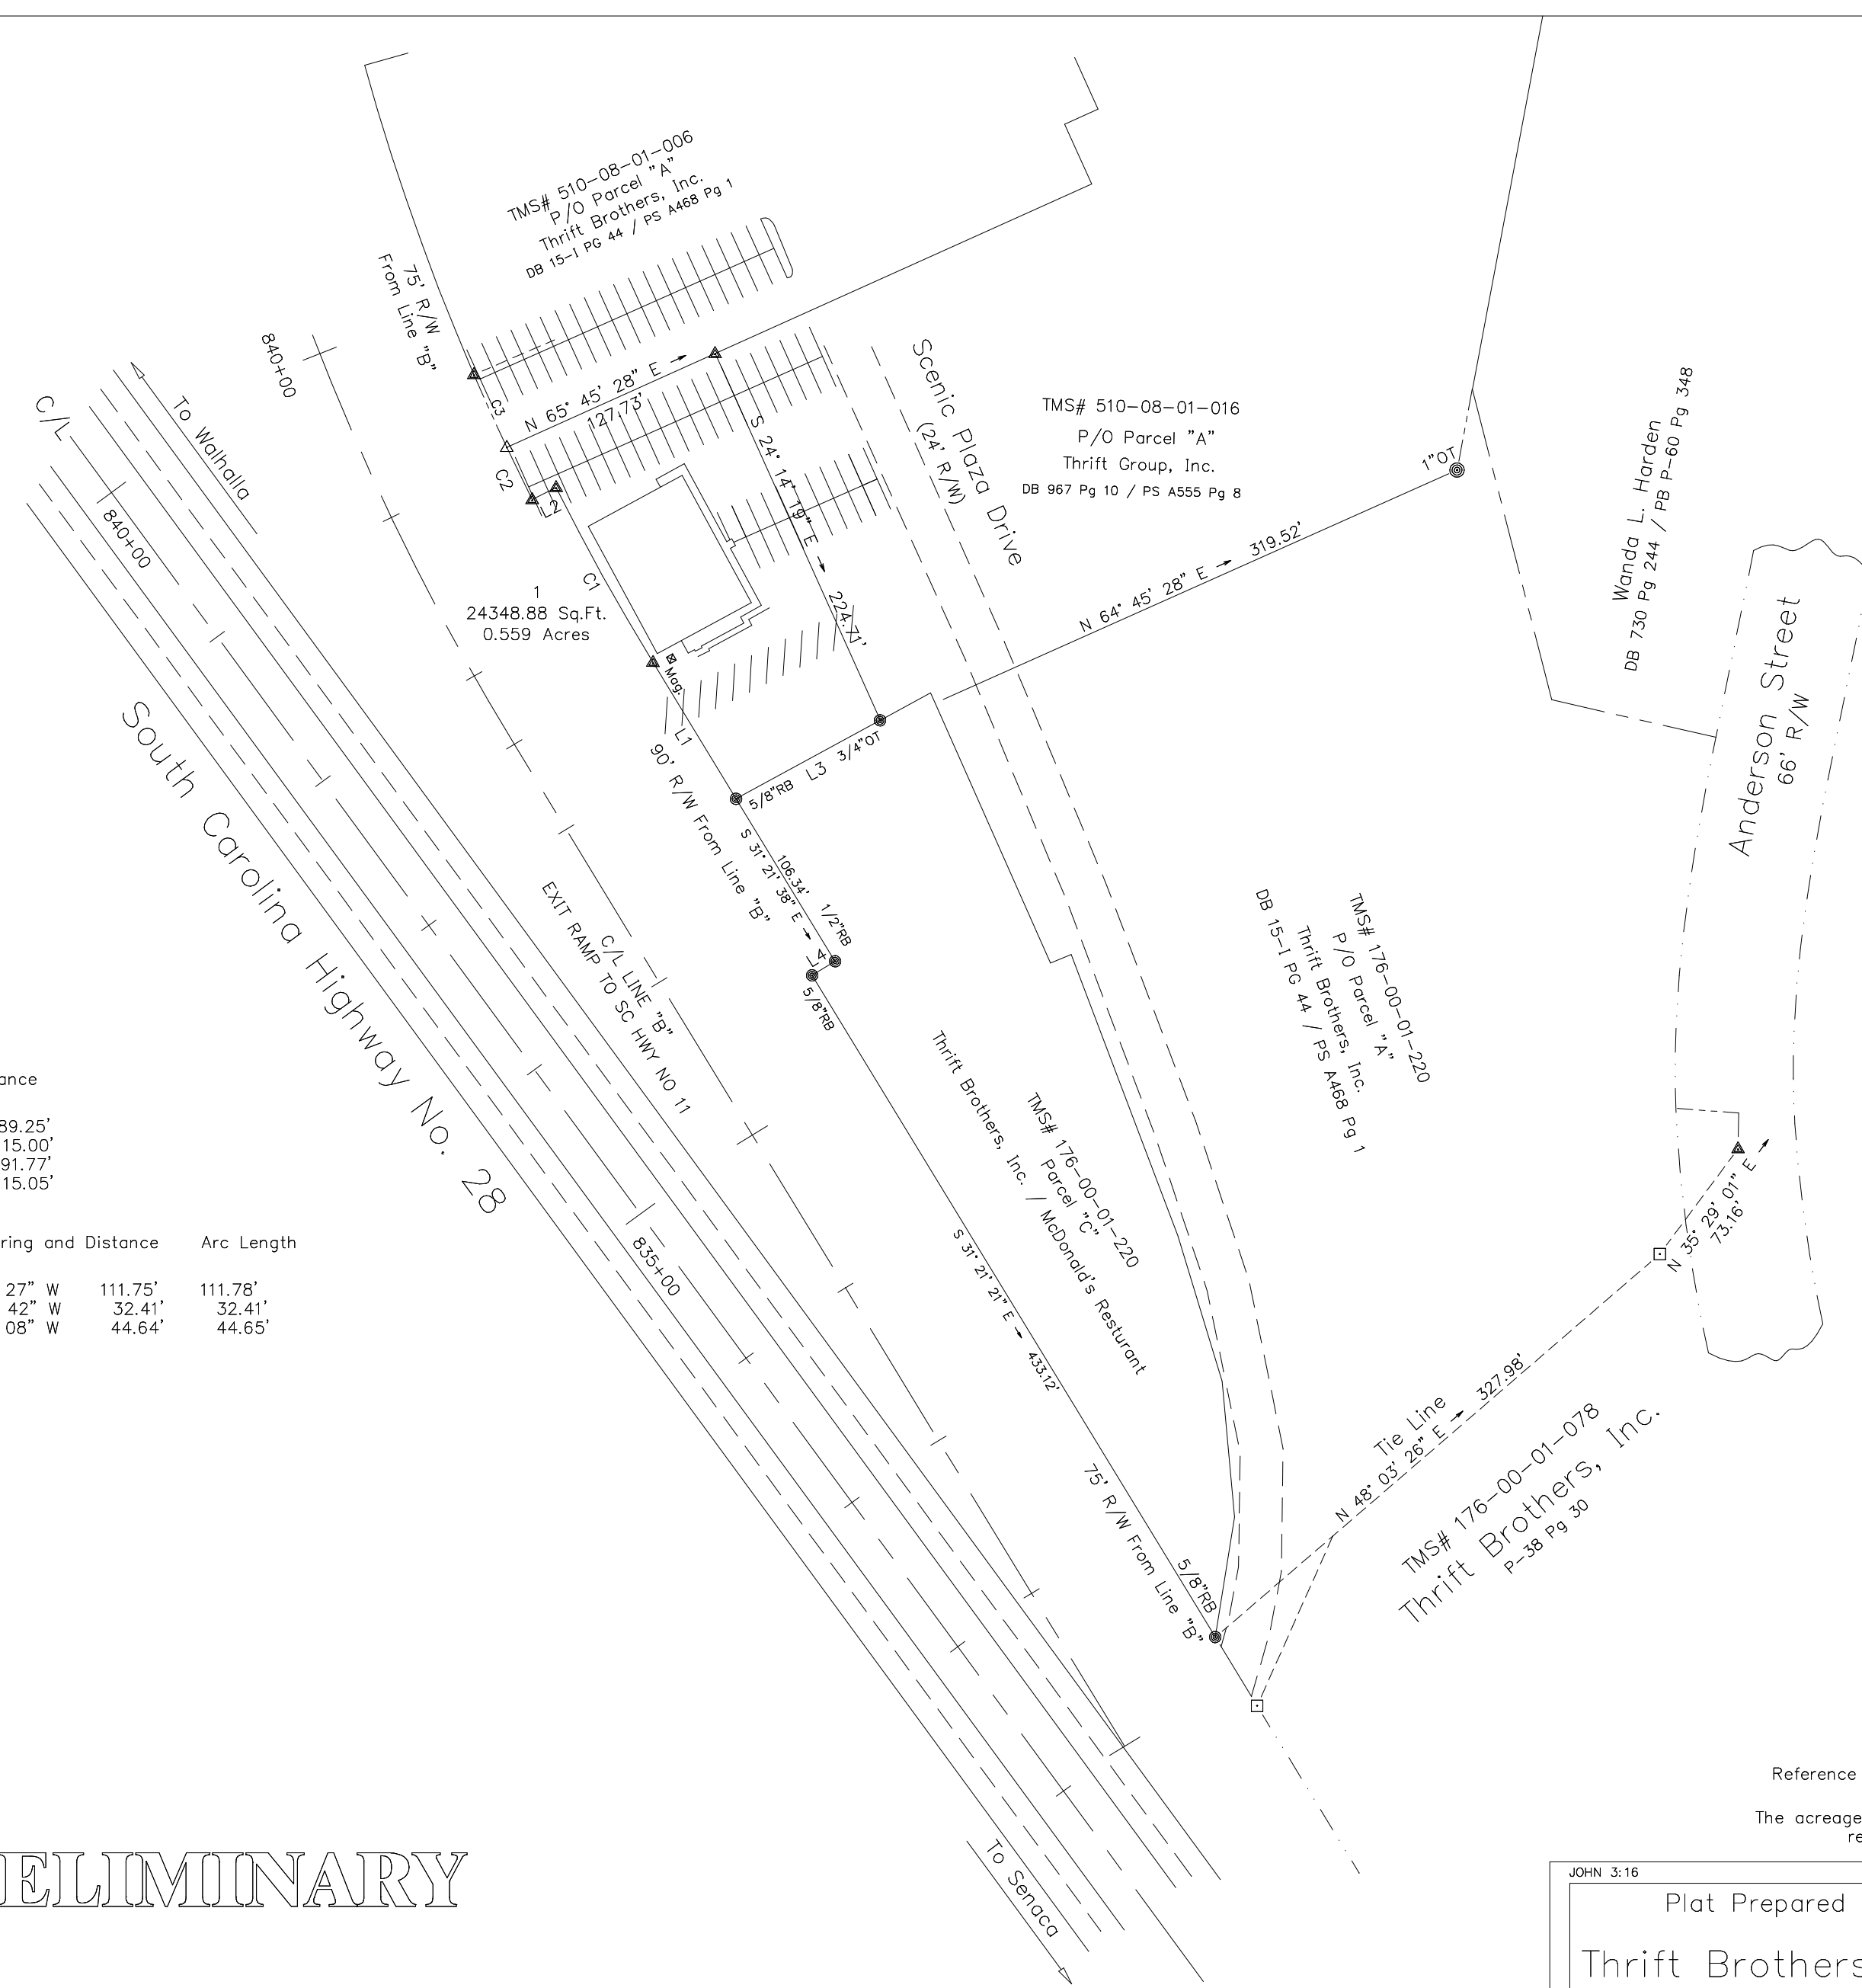 TMS# 510-08-01-006
P/O Parcel "A"
Thrift Brothers, Inc.
DB 15-I PG 44 / PS A468 Pg 1
75' R/W
From Line "B"
840+00
To Walhalla
C/L
840+00
C3
N 65° 45' 28" E
127.73'
C2
L2
S 24° 14' 19" E
224.71'
Scenic Plaza Drive
(24' R/W)
TMS# 510-08-01-016
P/O Parcel "A"
Thrift Group, Inc.
DB 967 Pg 10 / PS A555 Pg 8
1"OT
N 64° 45' 28" E
319.52'
Wanda L. Harden
DB 730 Pg 244 / PB P-60 Pg 348
Anderson Street
66' R/W
C1
1
24348.88 Sq.Ft.
0.559 Acres
Mag.
L1
5/8"RB
L3
3/4"OT
90' R/W From Line "B"
106.34'
S 31° 21' 38" E
1/2"RB
L4
5/8"RB
South Carolina Highway No. 28
C/L LINE "B"
EXIT RAMP TO SC HWY NO 11
TMS# 176-00-01-220
P/O Parcel "A"
Thrift Brothers, Inc.
DB 15-I PG 44 / PS A468 Pg 1
TMS# 176-00-01-220
Parcel "C"
Thrift Brothers, Inc. / McDonald's Resturant
S 31° 21' 21" E
433.12'
75' R/W From Line "B"
5/8"RB
835+00
N 35° 29' 01" E
73.16'
Tie Line
N 48° 03' 26" E
327.98'
TMS# 176-00-01-078
Thrift Brothers, Inc.
P-38 Pg 30
ance
89.25'
15.00'
91.77'
15.05'
ring and Distance Arc Length
27" W 111.75' 111.78'
42" W 32.41' 32.41'
08" W 44.64' 44.65'
ELIMINARY
To Senaca
Reference
The acreage
re
JOHN 3:16
Plat Prepared
Thrift Brothers